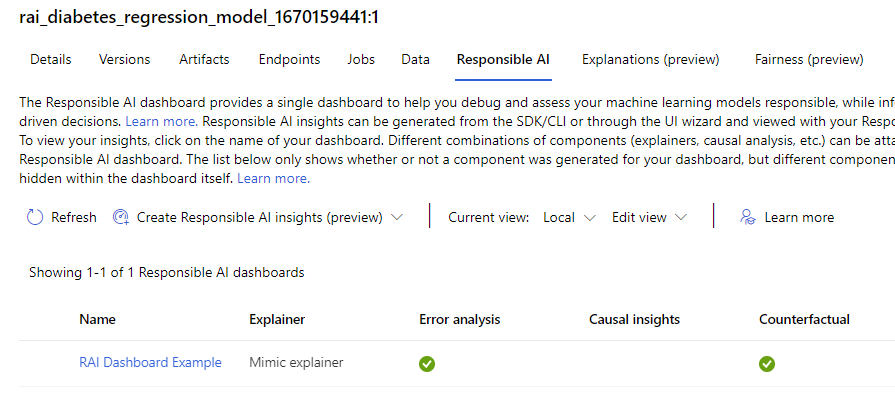 rai_diabetes_regression_model_1670159441:1
Details Versions Artifacts Endpoints Jobs Data Responsible AI Explanations (preview) Fairness (preview)
The Responsible AI dashboard provides a single dashboard to help you debug and assess your machine learning models responsible, while inf
driven decisions. Learn more. Responsible AI insights can be generated from the SDK/CLI or through the UI wizard and viewed with your Resp
To view your insights, click on the name of your dashboard. Different combinations of components (explainers, causal analysis, etc.) can be atta
Responsible AI dashboard. The list below only shows whether or not a component was generated for your dashboard, but different componen
hidden within the dashboard itself. Learn more.
Refresh Create Responsible AI insights (preview) Current view: Local Edit view Learn more
Showing 1-1 of 1 Responsible AI dashboards
Name Explainer Error analysis Causal insights Counterfactual
RAI Dashboard Example Mimic explainer